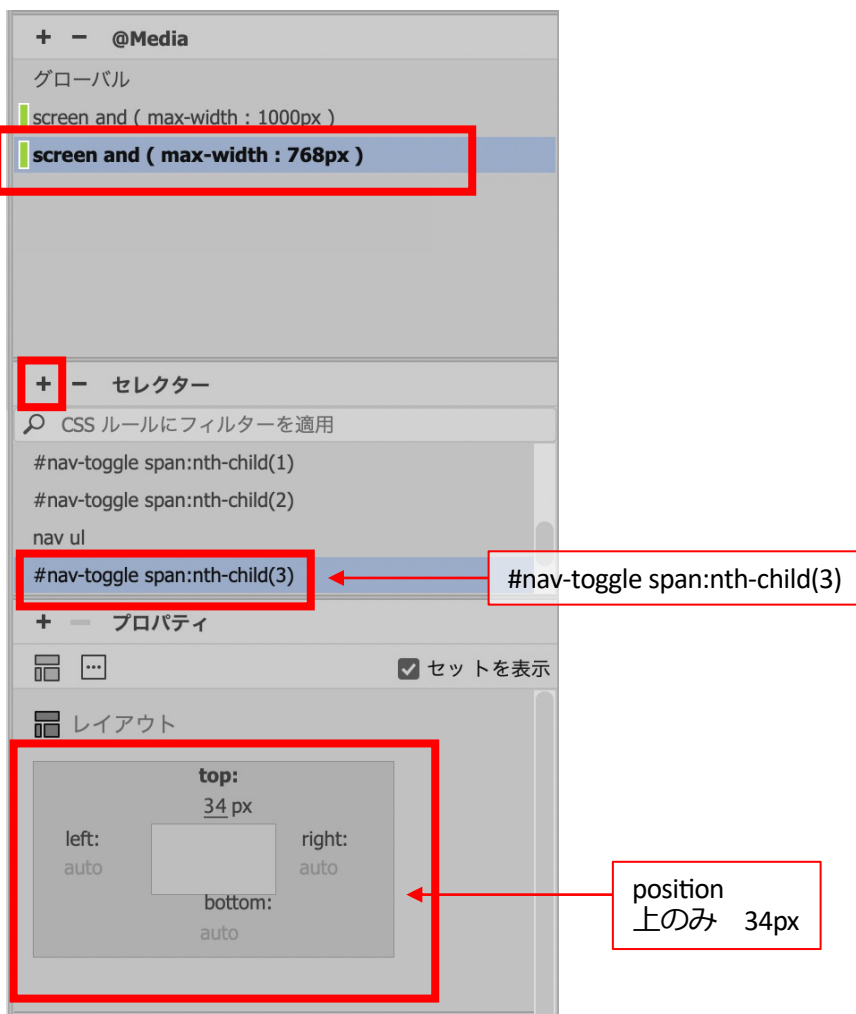 + − @Media
グローバル
screen and ( max-width : 1000px )
screen and ( max-width : 768px )
+ − セレクター
CSS ルールにフィルターを適用
#nav-toggle span:nth-child(1)
#nav-toggle span:nth-child(2)
nav ul
#nav-toggle span:nth-child(3)
#nav-toggle span:nth-child(3)
+ − プロパティ
セットを表示
レイアウト
top:
34 px
left:
right:
auto
auto
bottom:
auto
position
上のみ　34px